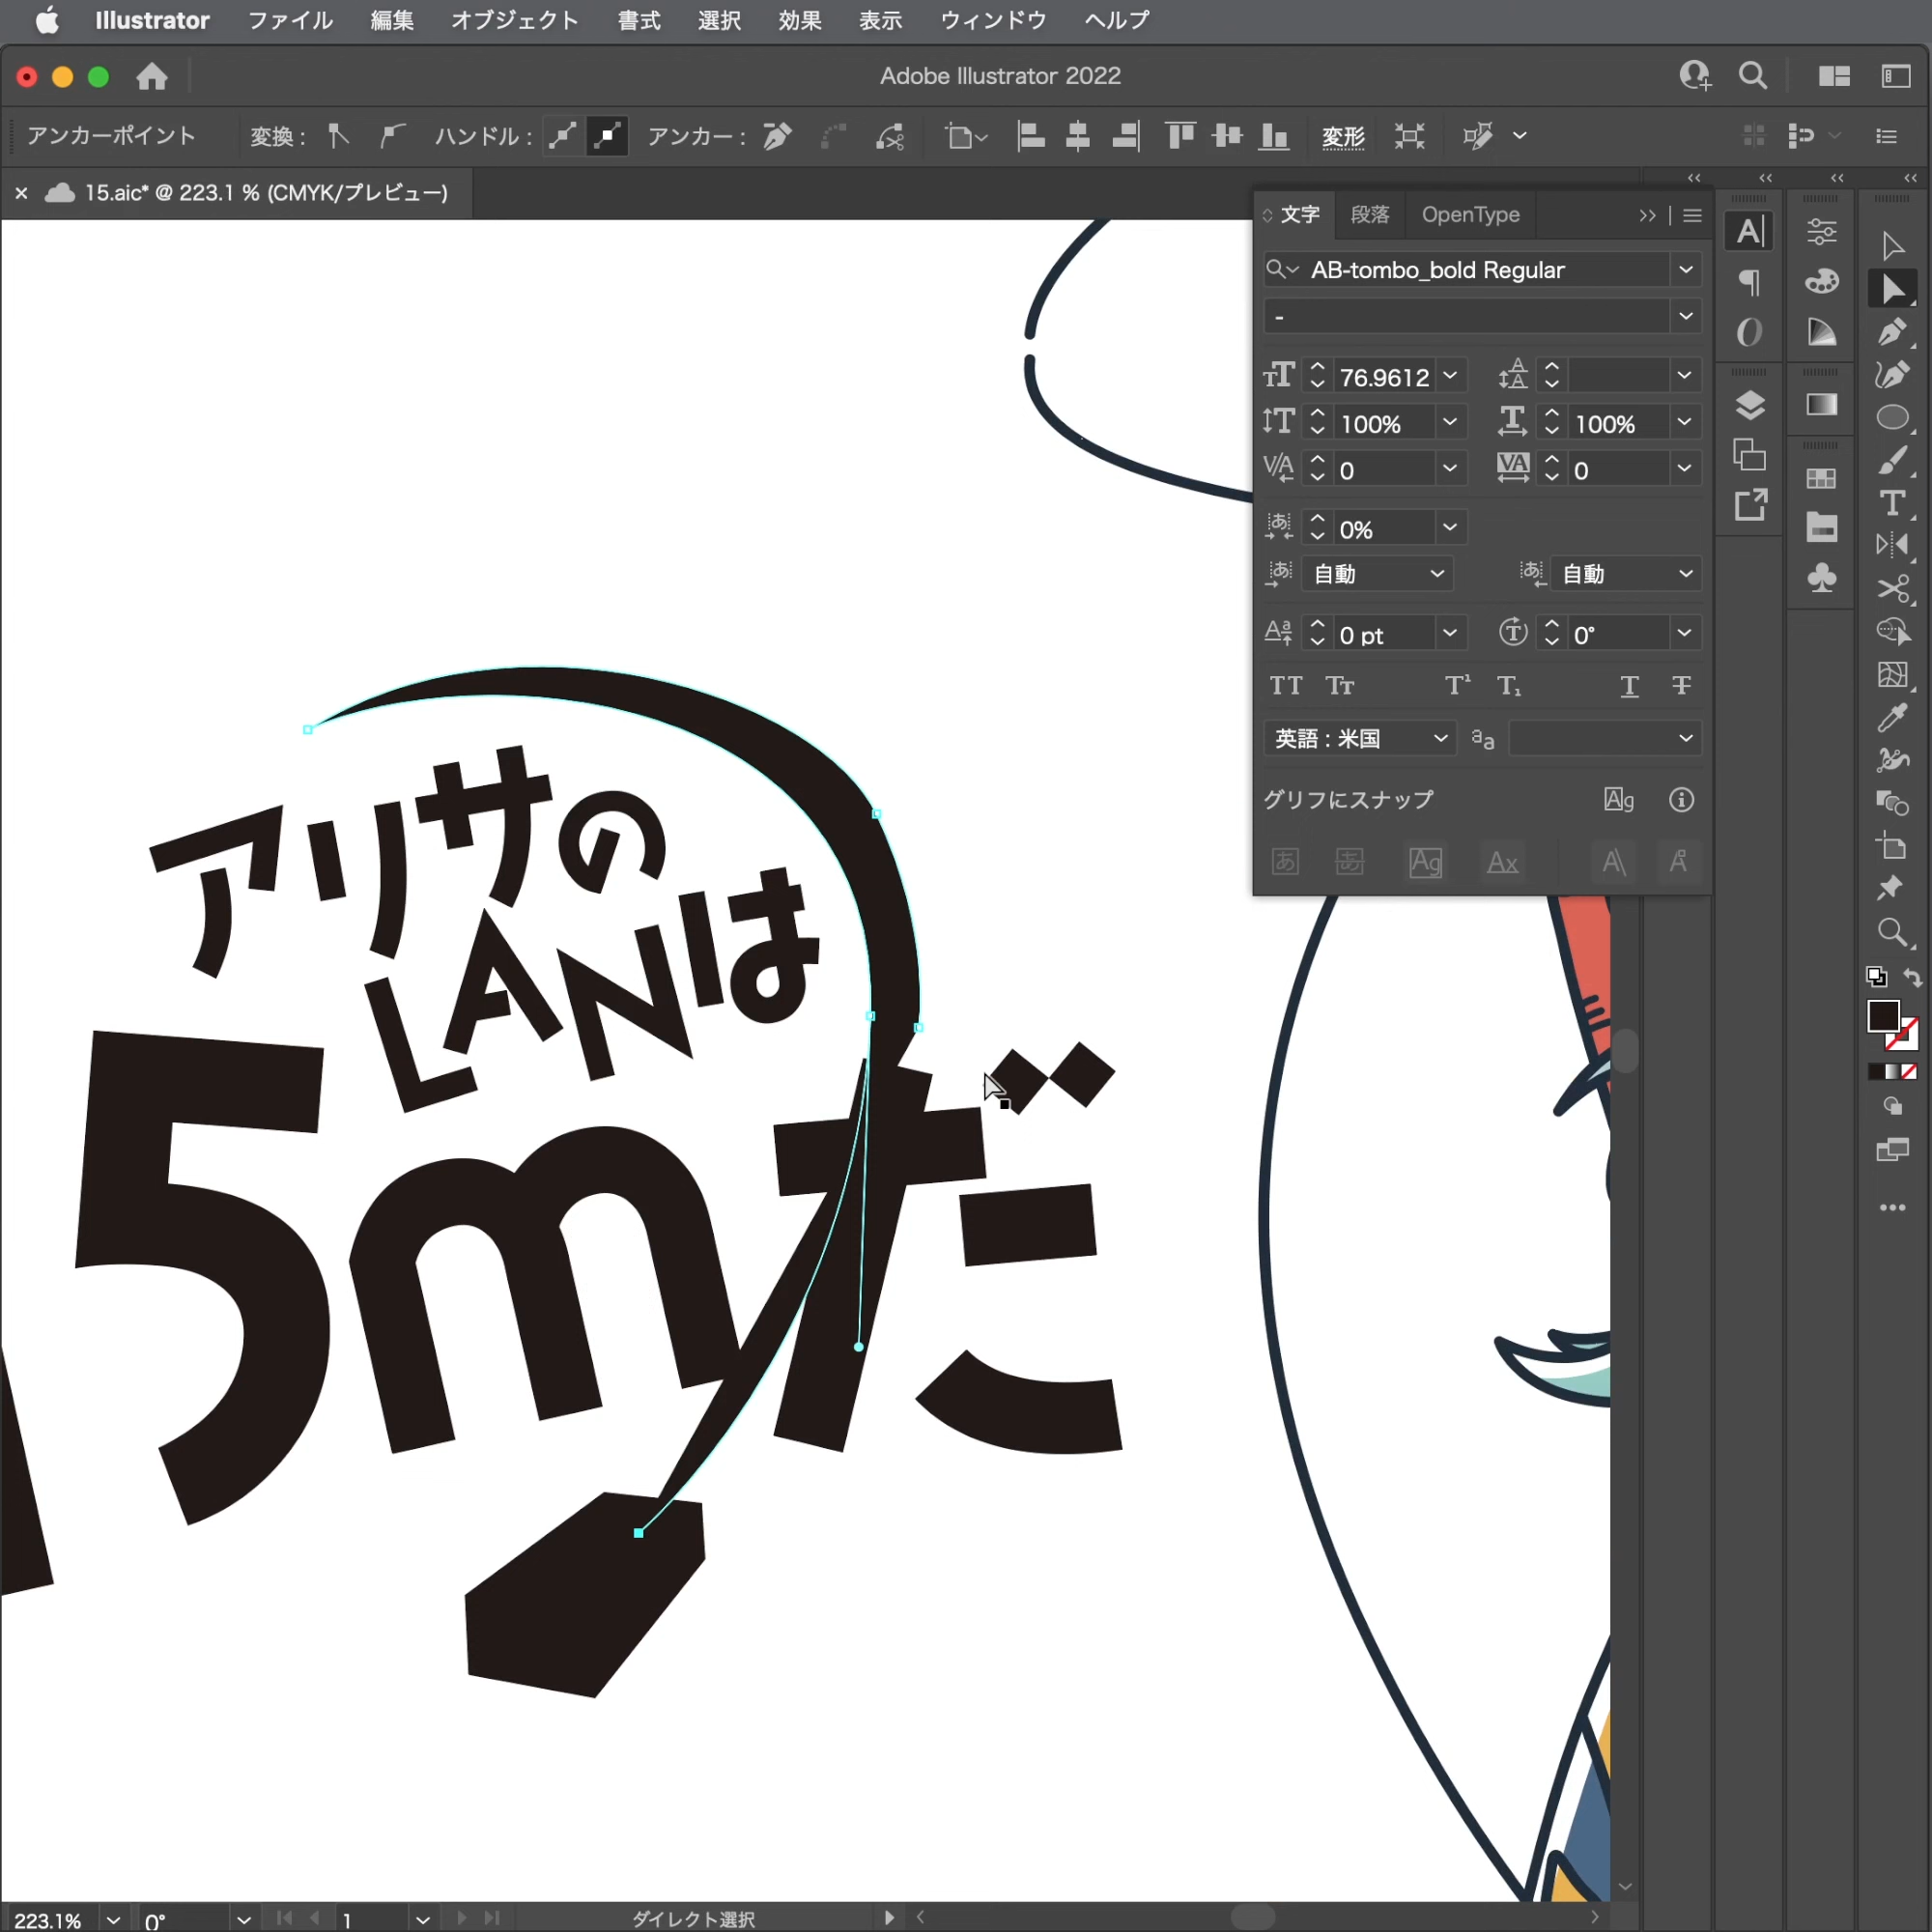 Illustrator ファイル 編集 オブジェクト 書式 選択 効果 表示 ウィンドウ ヘルプ
Adobe Illustrator 2022
アンカーポイント 変換： ハンドル： アンカー： 変形
× 15.aic* @ 223.1 % (CMYK/プレビュー)
文字 段落 OpenType
AB-tombo_bold Regular
-
76.9612
100% 100%
0 0
0%
自動 自動
0 pt 0°
英語：米国
グリフにスナップ
アリサの
LANは
5mだ
223.1% 0° 1 ダイレクト選択